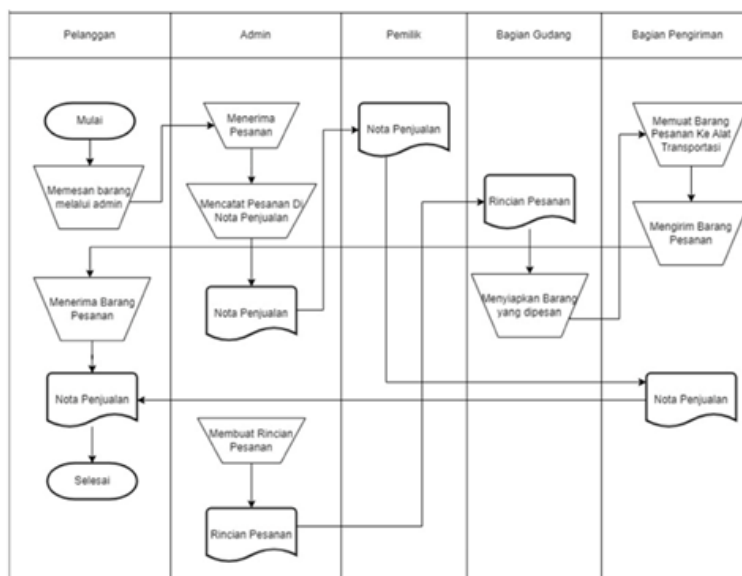 Pelanggan
Admin
Pemilik
Bagian Gudang
Bagian Pengiriman
Mulai
Memesan barang
melalui admin
Menerima Barang
Pesanan
Nota Penjualan
Selesai
Menerima
Pesanan
Mencatat Pesanan Di
Nota Penjualan
Nota Penjualan
Membuat Rincian
Pesanan
Rincian Pesanan
Nota Penjualan
Rincian Pesanan
Menyiapkan Barang
yang dipesan
Memuat Barang
Pesanan Ke Alat
Transportasi
Mengirim Barang
Pesanan
Nota Penjualan